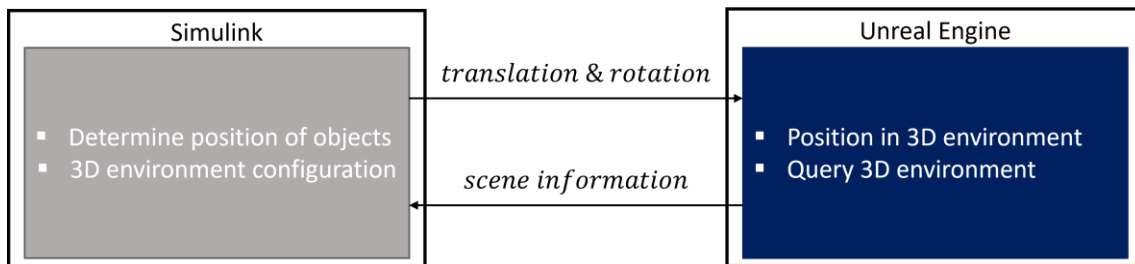 Simulink
▪ Determine position of objects
▪ 3D environment configuration
translation & rotation
scene information
Unreal Engine
▪ Position in 3D environment
▪ Query 3D environment